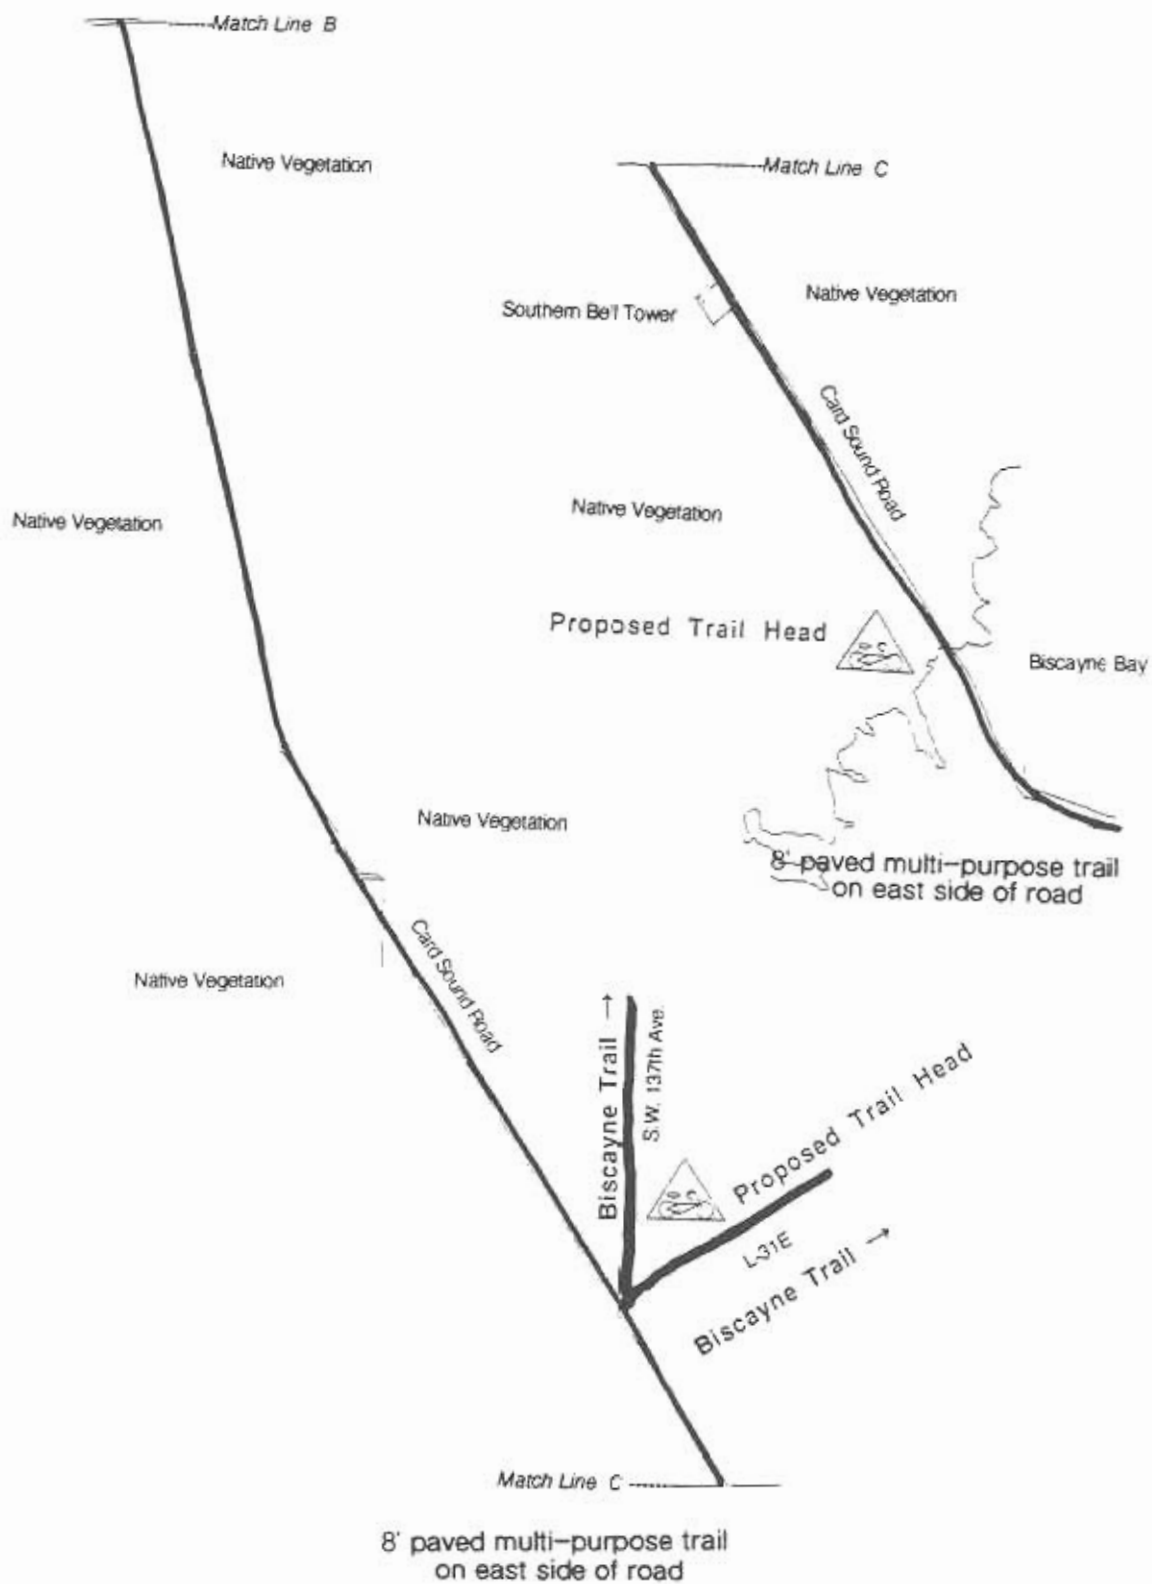 Match Line B
Native Vegetation
Match Line C
Native Vegetation
Southern Bell Tower
Card Sound Road
Native Vegetation
Native Vegetation
Proposed Trail Head
Biscayne Bay
Native Vegetation
8' paved multi-purpose trail
on east side of road
Card Sound Road
Native Vegetation
Biscayne Trail →
S.W. 137th Ave.
Proposed Trail Head
L-31E
Biscayne Trail →
Match Line C
8' paved multi-purpose trail
on east side of road